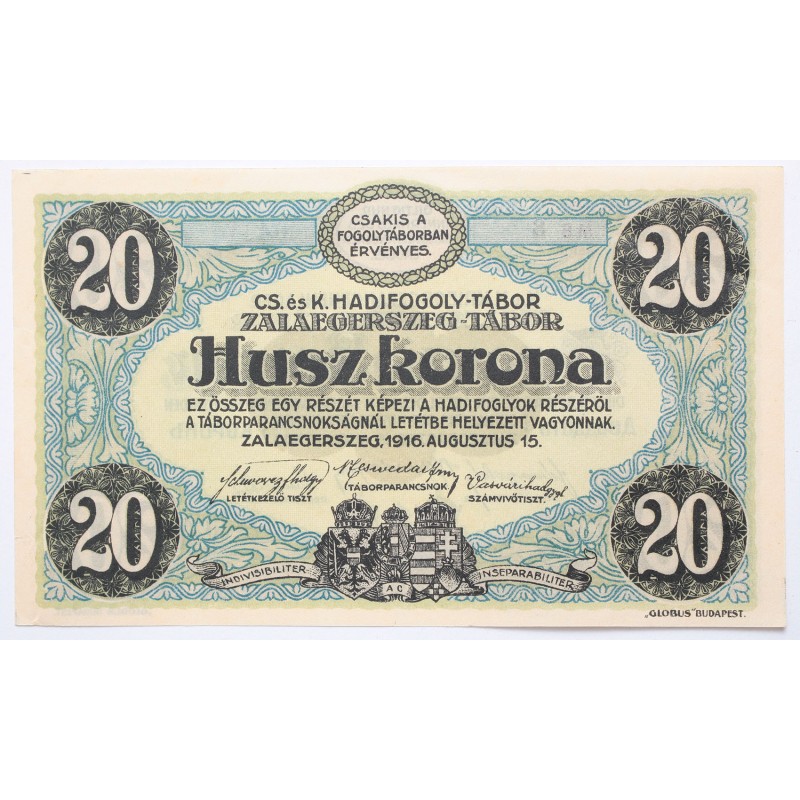 CSAKIS A
FOGOLYTÁBORBAN
ÉRVÉNYES.
20 20
CS. és K. HADIFOGOLY-TÁBOR
ZALAEGERSZEG-TÁBOR
Husz korona
EZ ÖSSZEG EGY RÉSZÉT KÉPEZI A HADIFOGLYOK RÉSZÉRŐL
A TÁBORPARANCSNOKSÁGNÁL LETÉTBE HELYEZETT VAGYONNAK.
ZALAEGERSZEG, 1916. AUGUSZTUS 15.
LETÉTKEZELŐ TISZT TÁBORPARANCSNOK SZÁMVIVŐTISZT.
20 20
INDIVISIBILITER AC INSEPARABILITER
„GLOBUS" BUDAPEST.